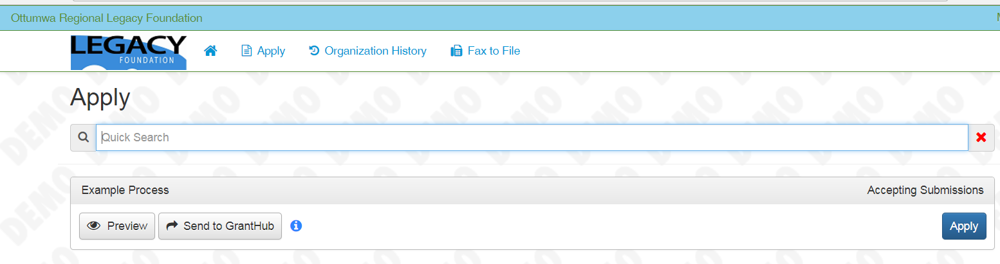 Ottumwa Regional Legacy Foundation
LEGACY
FOUNDATION
Apply
Organization History
Fax to File
Apply
Quick Search
Example Process
Accepting Submissions
Preview
Send to GrantHub
Apply
DEMO